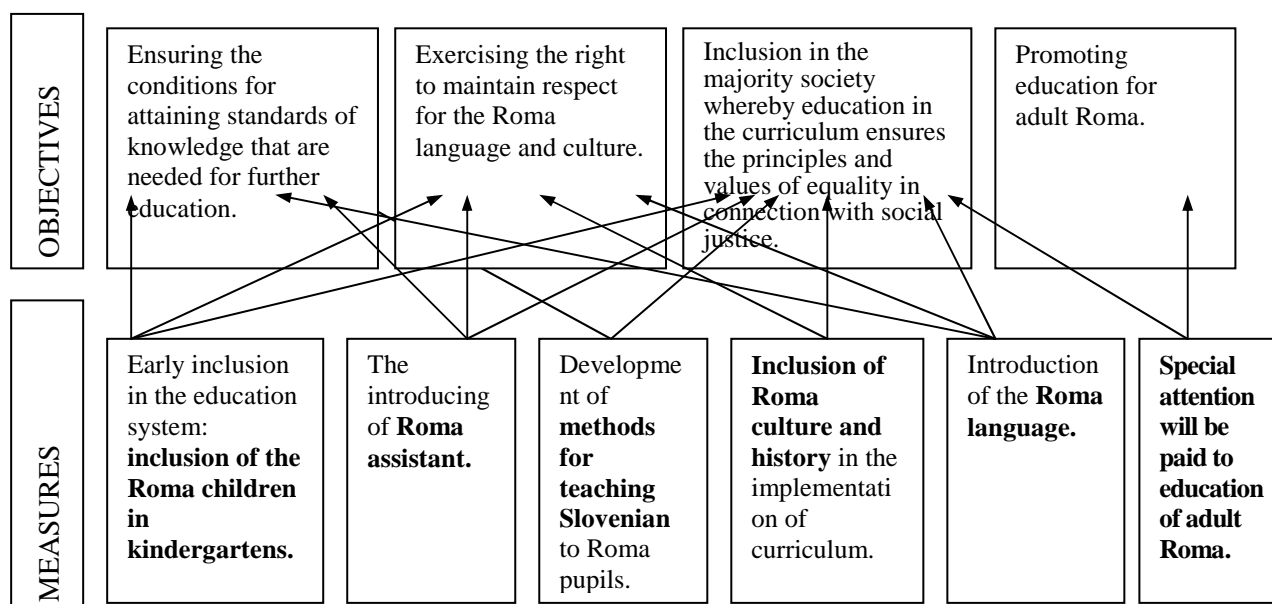 OBJECTIVES
Ensuring the
conditions for
attaining standards of
knowledge that are
needed for further
education.
Exercising the right
to maintain respect
for the Roma
language and culture.
Inclusion in the
majority society
whereby education in
the curriculum ensures
the principles and
values of equality in
connection with social
justice.
Promoting
education for
adult Roma.
MEASURES
Early inclusion
in the education
system:
inclusion of the
Roma children
in
kindergartens.
The
introducing
of Roma
assistant.
Developme
nt of
methods
for
teaching
Slovenian
to Roma
pupils.
Inclusion of
Roma
culture and
history in the
implementati
on of
curriculum.
Introduction
of the Roma
language.
Special
attention
will be
paid to
education
of adult
Roma.